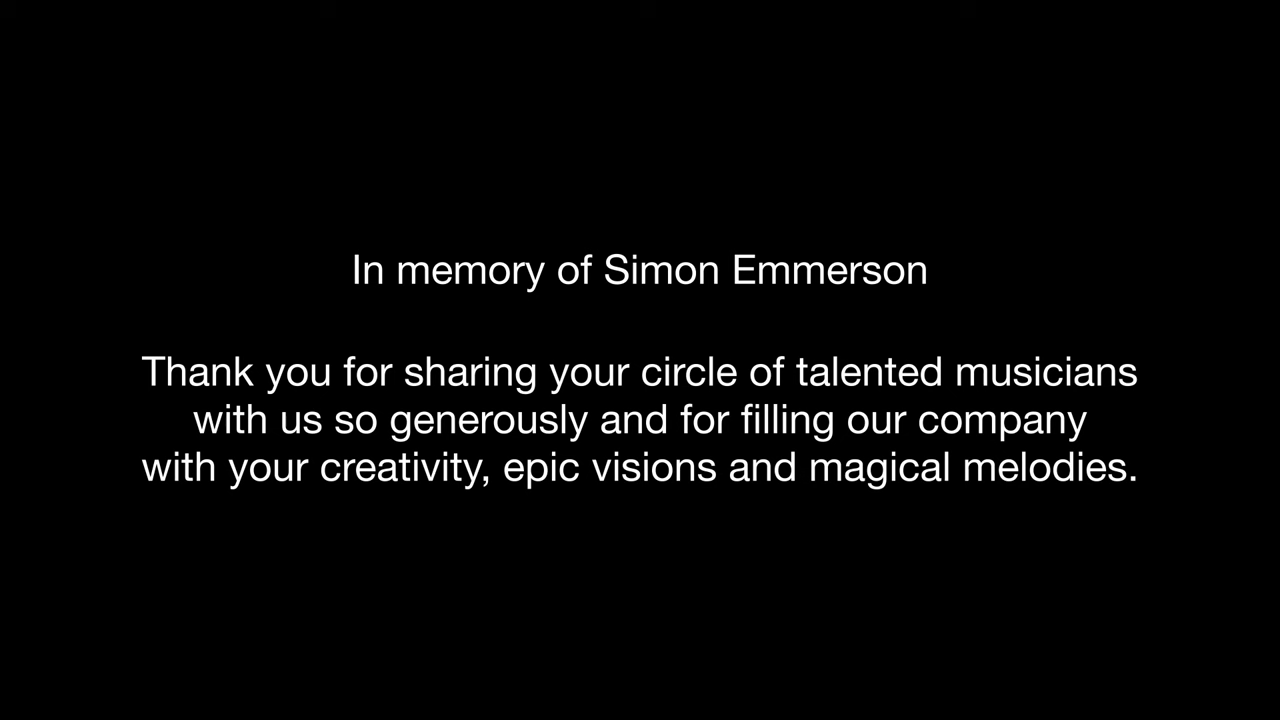 In memory of Simon Emmerson
Thank you for sharing your circle of talented musicians
with us so generously and for filling our company
with your creativity, epic visions and magical melodies.